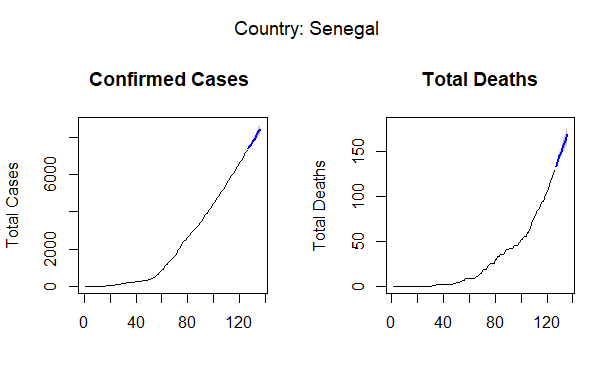 Country: Senegal
Confirmed Cases
Total Deaths
Total Cases
0
2000
6000
0 40 80 120
Total Deaths
0
50
100
150
0 40 80 120